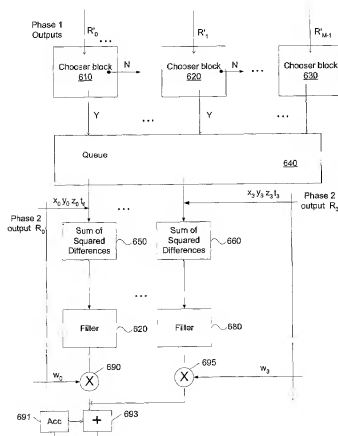 Phase 1
Outputs
R'0
R'1
R'M-1
Chooser block
610
N
Chooser block
620
N
Chooser block
630
Y
Y
Y
Queue
640
x0 y0 z0 t0
x3 y3 z3 t3
Phase 2
output R0
Phase 2
output R3
Sum of
Squared
Differences
650
Sum of
Squared
Differences
660
Filter
620
Filter
680
690
X
695
X
w0
w3
691
Acc
+
693